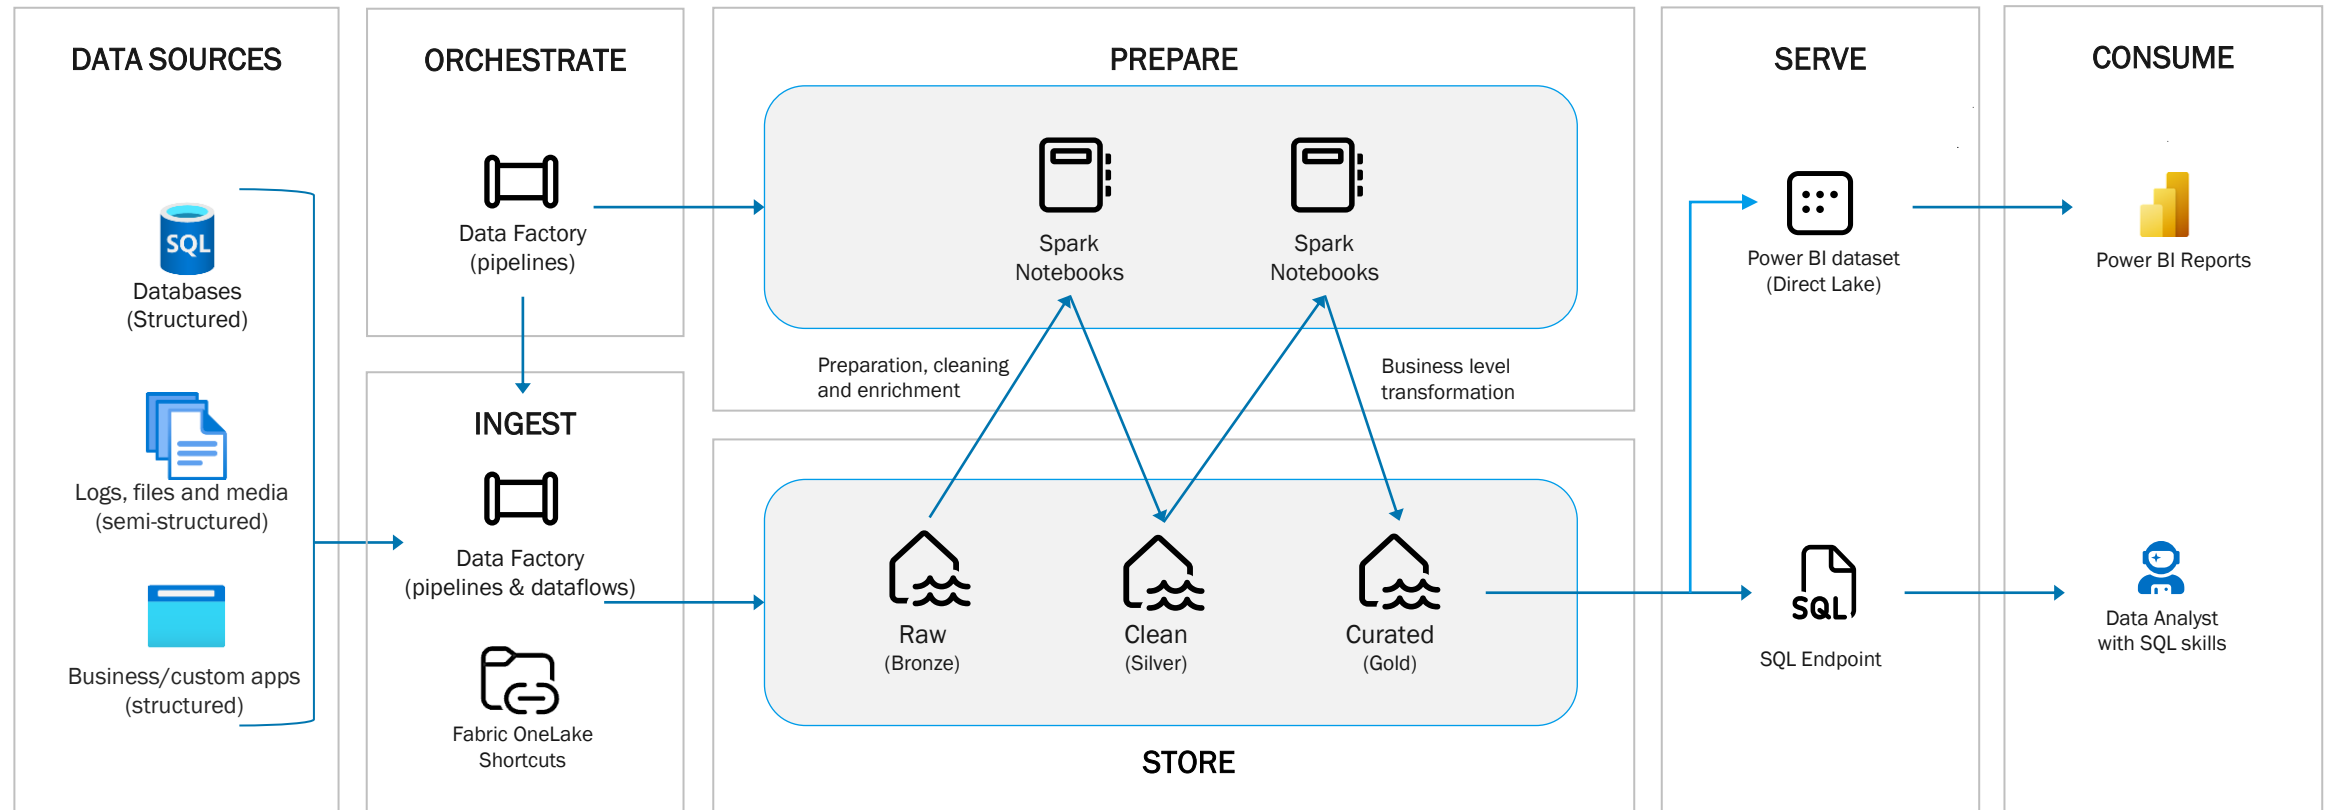 DATA SOURCES
SQL
Databases
(Structured)
Logs, files and media
(semi-structured)
Business/custom apps
(structured)
ORCHESTRATE
Data Factory
(pipelines)
INGEST
Data Factory
(pipelines & dataflows)
Fabric OneLake
Shortcuts
PREPARE
Spark
Notebooks
Spark
Notebooks
Preparation, cleaning
and enrichment
Business level
transformation
Raw
(Bronze)
Clean
(Silver)
Curated
(Gold)
STORE
SERVE
Power BI dataset
(Direct Lake)
SQL
SQL Endpoint
CONSUME
Power BI Reports
Data Analyst
with SQL skills